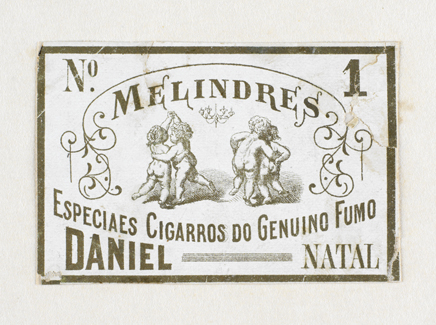 Nº 1
MELINDRES
ESPECIAES CIGARROS DO GENUINO FUMO
DANIEL NATAL